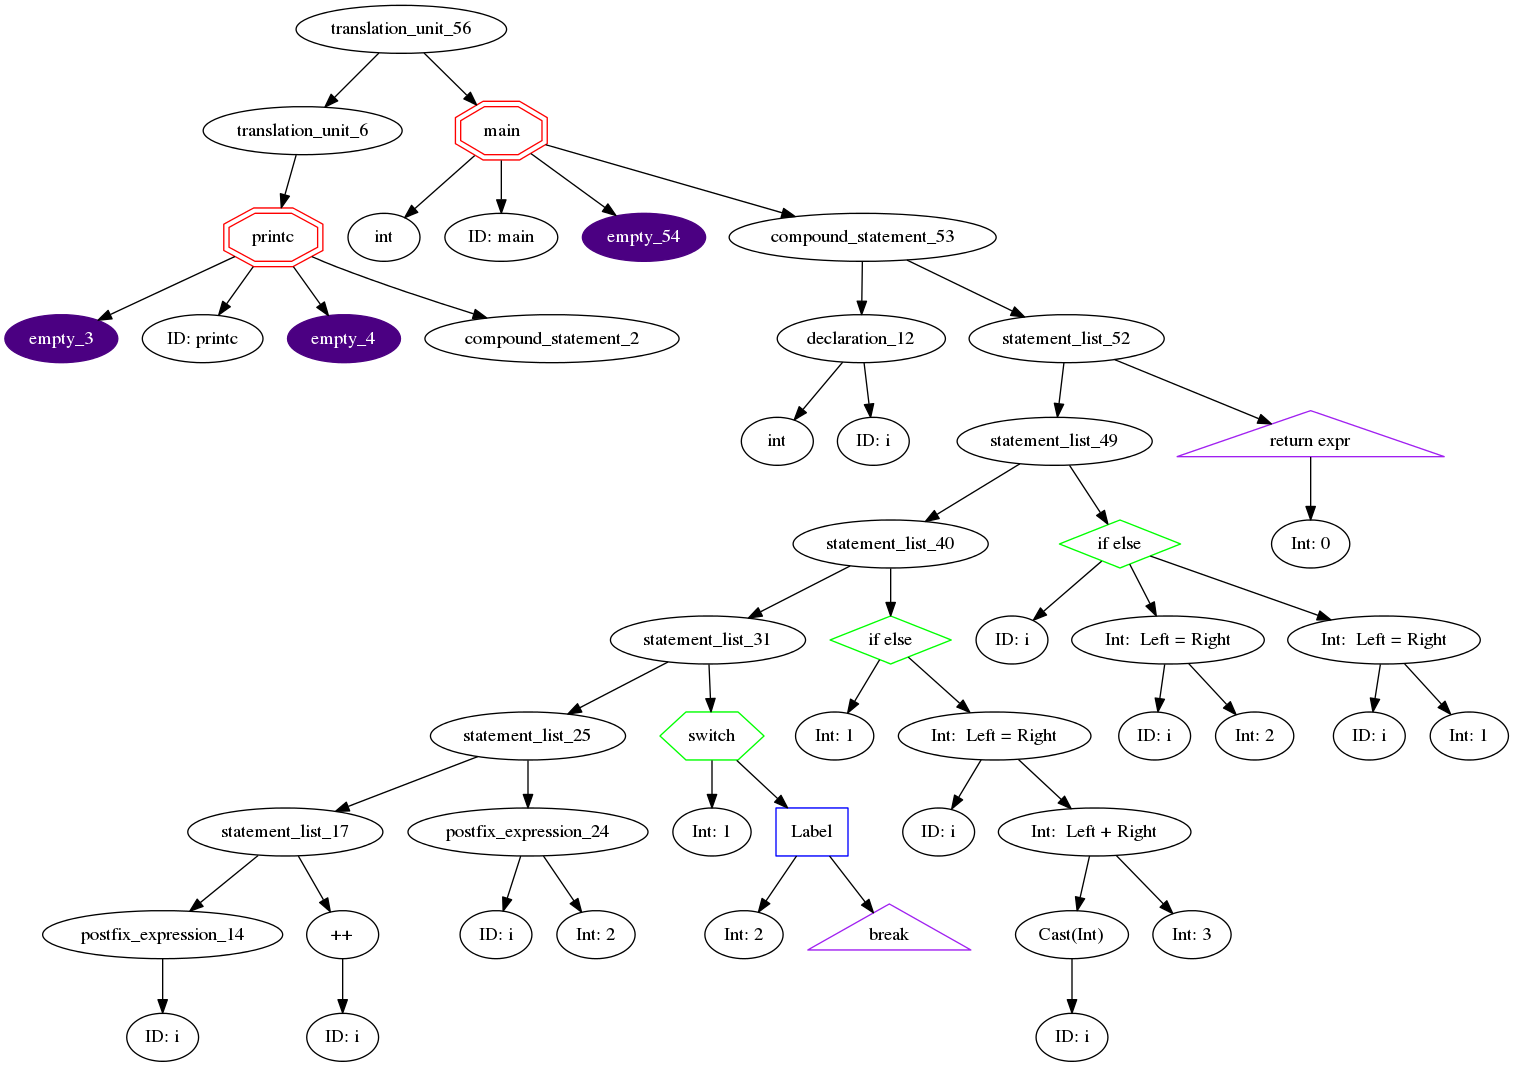 translation_unit_56
translation_unit_6
main
printc
int
ID: main
empty_54
compound_statement_53
empty_3
ID: printc
empty_4
compound_statement_2
declaration_12
statement_list_52
int
ID: i
statement_list_49
return expr
statement_list_40
if else
Int: 0
statement_list_31
if else
ID: i
Int:  Left = Right
Int:  Left = Right
statement_list_25
switch
Int: 1
Int:  Left = Right
ID: i
Int: 2
ID: i
Int: 1
statement_list_17
postfix_expression_24
Int: 1
Label
ID: i
Int:  Left + Right
postfix_expression_14
++
ID: i
Int: 2
Int: 2
break
Cast(Int)
Int: 3
ID: i
ID: i
ID: i